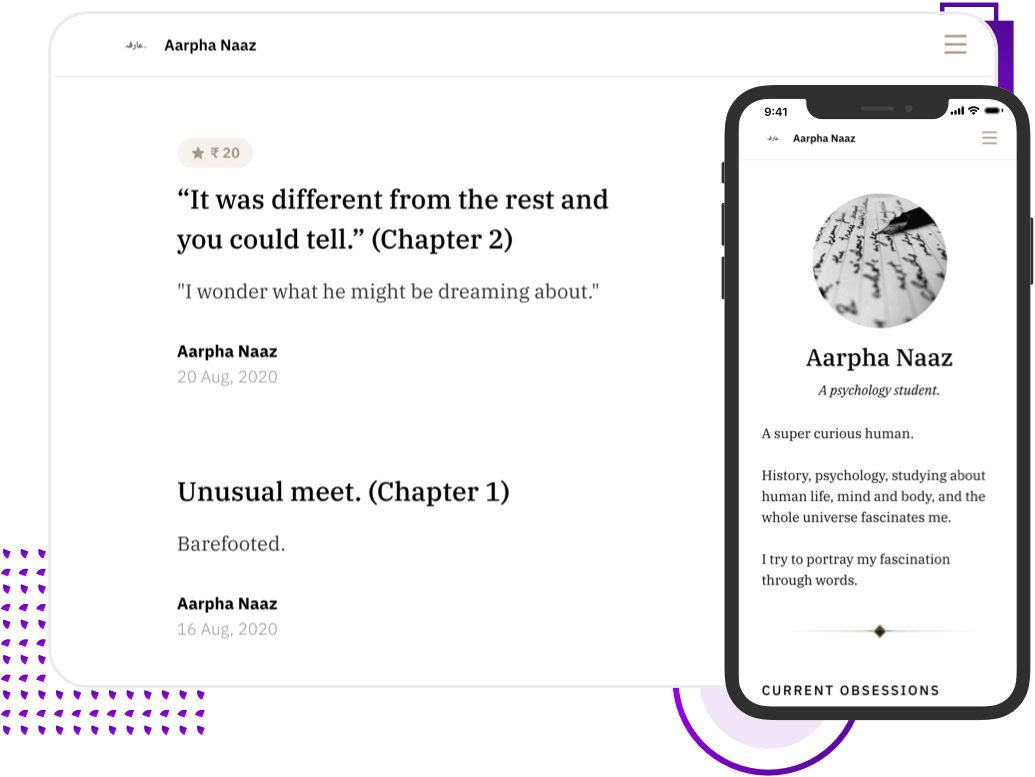 عارفہ
Aarpha Naaz
★ ₹ 20
“It was different from the rest and
you could tell.” (Chapter 2)
"I wonder what he might be dreaming about."
Aarpha Naaz
20 Aug, 2020
Unusual meet. (Chapter 1)
Barefooted.
Aarpha Naaz
16 Aug, 2020
9:41
Aarpha Naaz
Aarpha Naaz
A psychology student.
A super curious human.
History, psychology, studying about
human life, mind and body, and the
whole universe fascinates me.
I try to portray my fascination
through words.
CURRENT OBSESSIONS